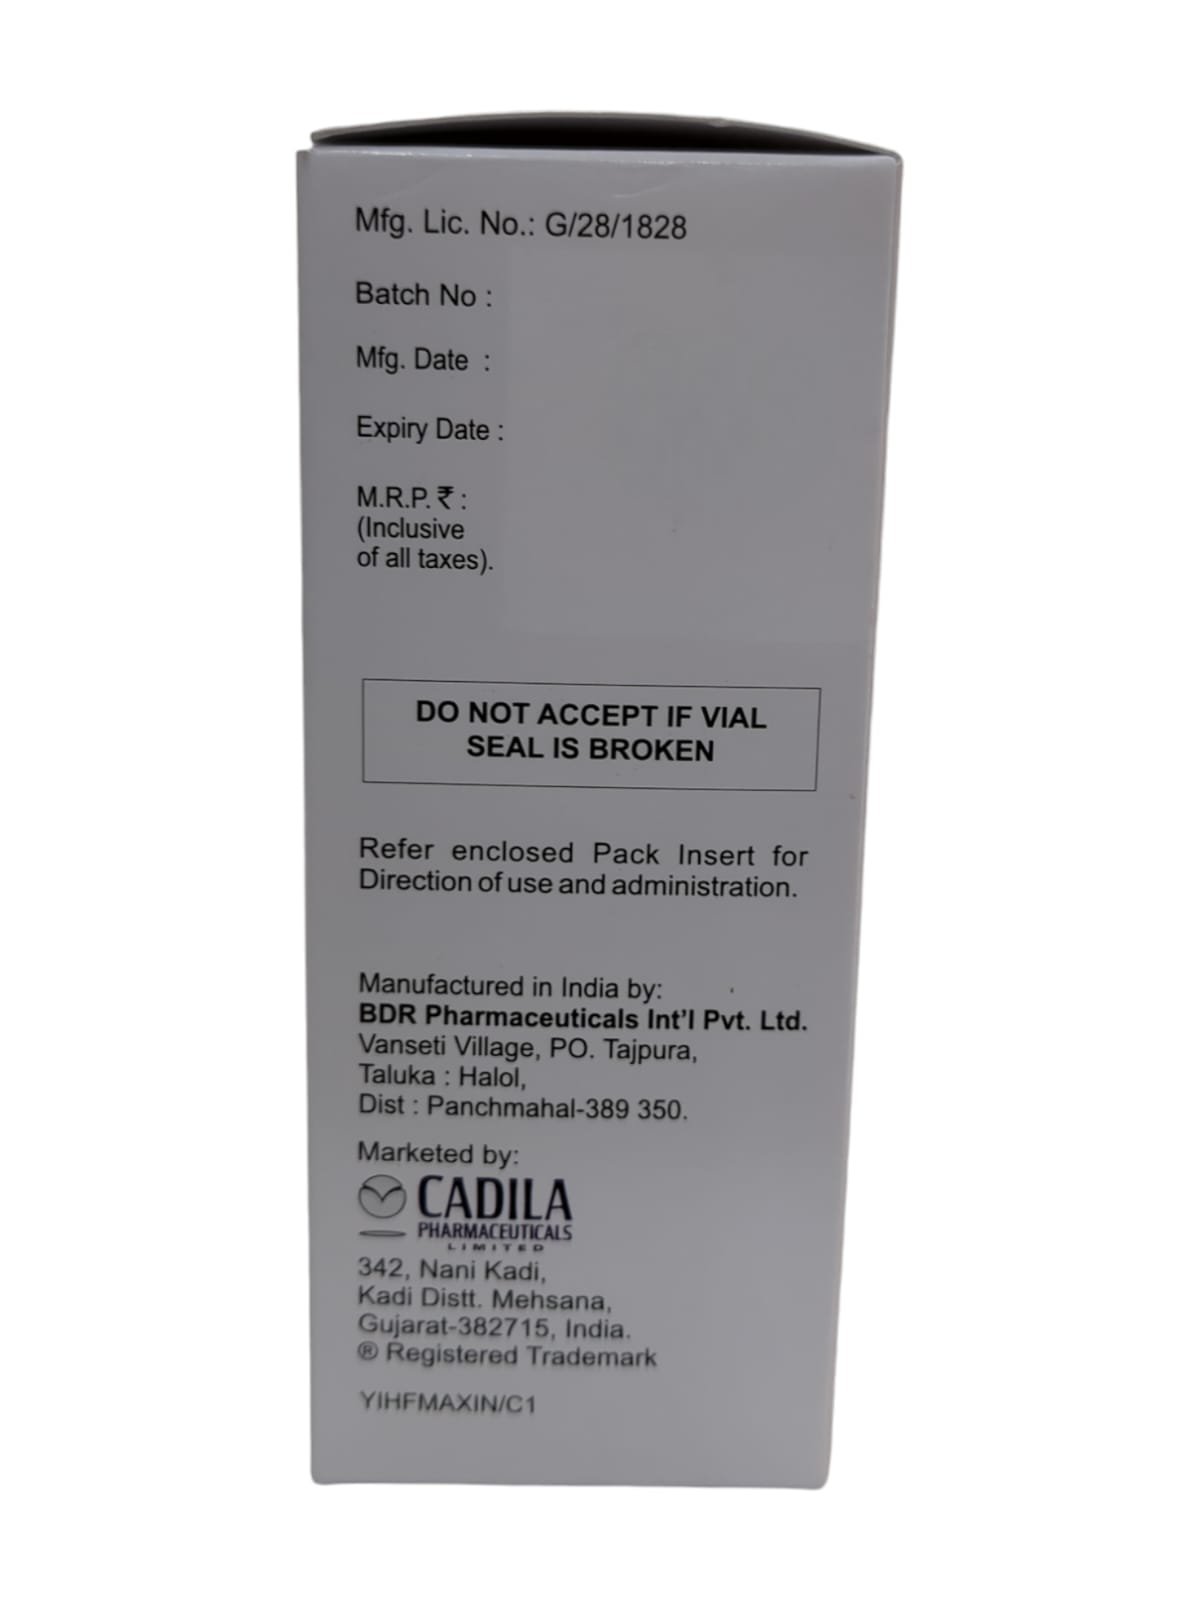 Mfg. Lic. No.: G/28/1828
Batch No :
Mfg. Date :
Expiry Date :
M.R.P. ₹ :
(Inclusive
of all taxes).
DO NOT ACCEPT IF VIAL
SEAL IS BROKEN
Refer enclosed Pack Insert for
Direction of use and administration.
Manufactured in India by:
BDR Pharmaceuticals Int'l Pvt. Ltd.
Vanseti Village, PO. Tajpura,
Taluka : Halol,
Dist : Panchmahal-389 350.
Marketed by:
CADILA
PHARMACEUTICALS
LIMITED
342, Nani Kadi,
Kadi Distt. Mehsana,
Gujarat-382715, India.
® Registered Trademark
YIHFMAXIN/C1